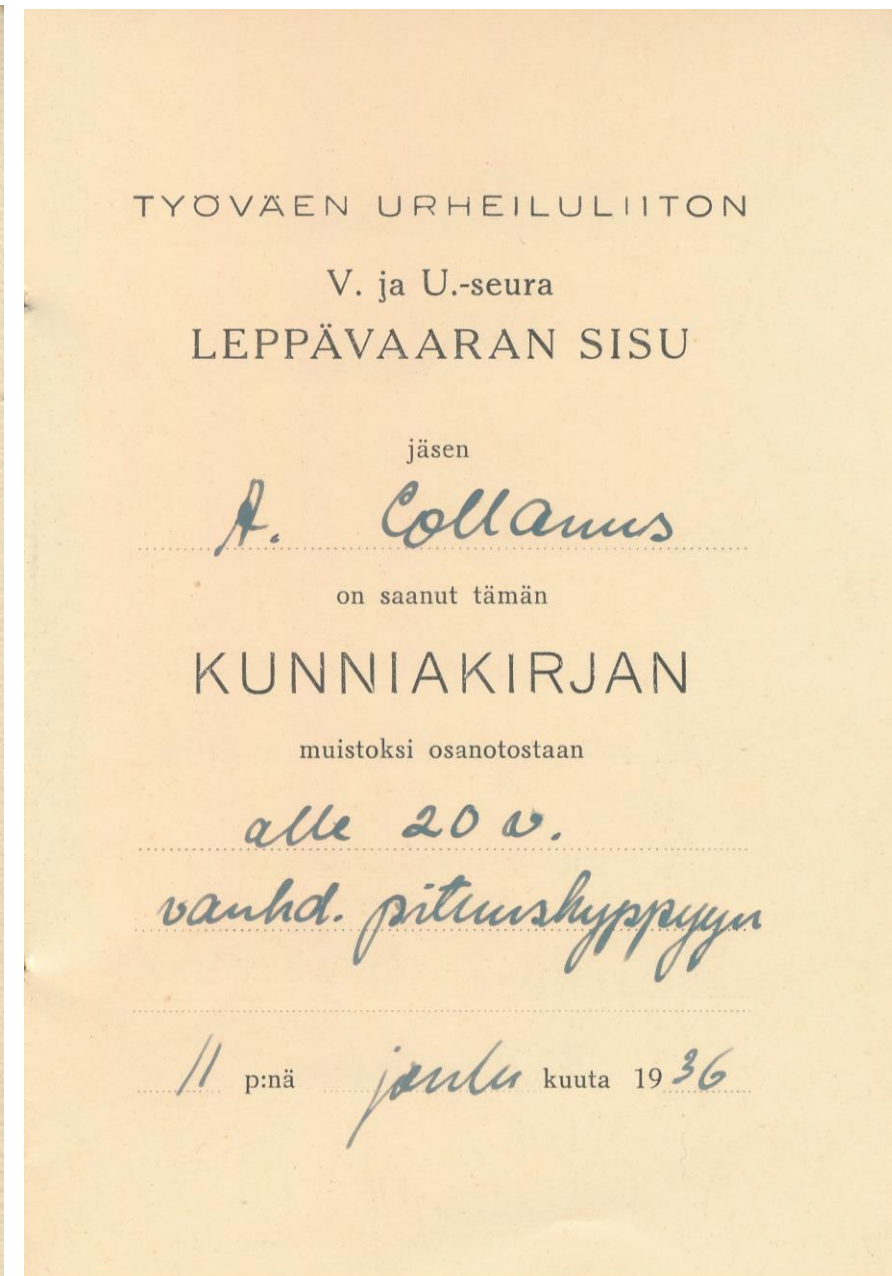 TYÖVÄEN URHEILULIITON
V. ja U.-seura
LEPPÄVAARAN SISU
jäsen
A. Collanus
on saanut tämän
KUNNIAKIRJAN
muistoksi osanotostaan
alle 20 v.
vauhd. pituushyppyyn
11 p:nä joulu kuuta 1936